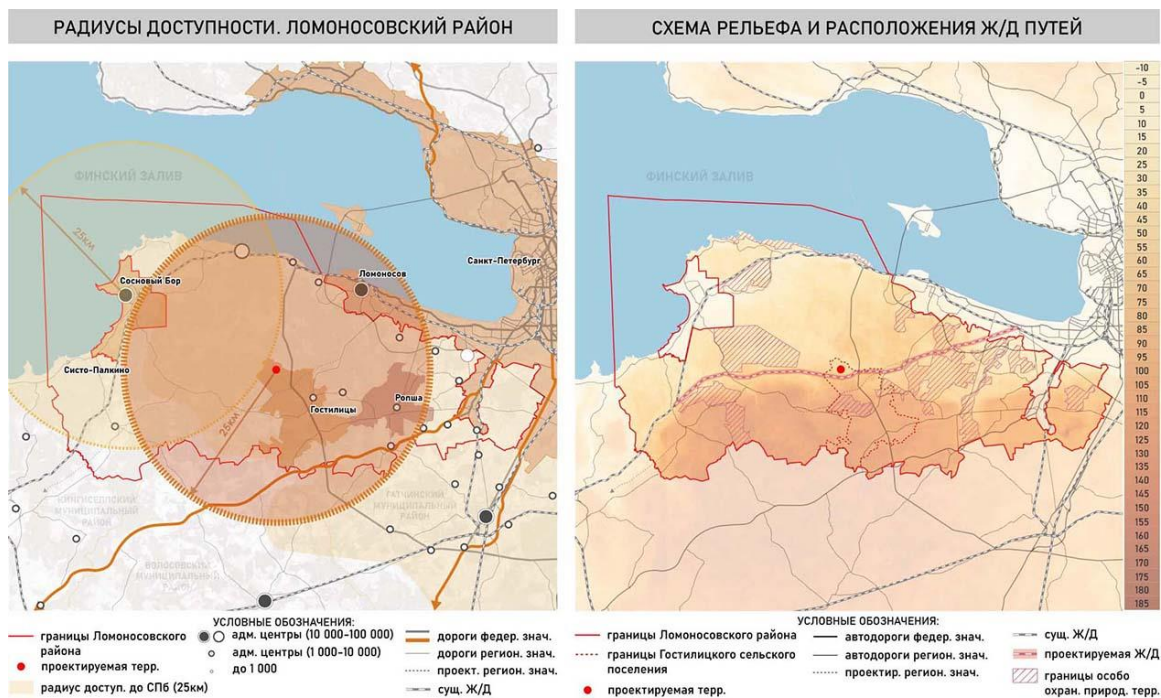 РАДИУСЫ ДОСТУПНОСТИ. ЛОМОНОСОВСКИЙ РАЙОН
ФИНСКИЙ ЗАЛИВ
25км
Сосновый Бор
Ломоносов
Санкт-Петербург
Систо-Палкино
Гостилицы
Ропша
25км
КИНГИСЕППСКИЙ
МУНИЦИПАЛЬНЫЙ
РАЙОН
ГАТЧИНСКИЙ
МУНИЦИПАЛЬНЫЙ
РАЙОН
ВОЛОСОВСКИЙ
МУНИЦИПАЛЬНЫЙ
РАЙОН
УСЛОВНЫЕ ОБОЗНАЧЕНИЯ:
границы Ломоносовского
района
проектируемая терр.
радиус доступ. до СПб (25км)
адм. центры (10 000-100 000)
адм. центры (1 000-10 000)
до 1 000
дороги федер. знач.
дороги регион. знач.
проект. регион. знач.
сущ. Ж/Д
СХЕМА РЕЛЬЕФА И РАСПОЛОЖЕНИЯ Ж/Д ПУТЕЙ
ФИНСКИЙ ЗАЛИВ
-10
-5
0
5
10
15
20
25
30
35
40
45
50
55
60
65
70
75
80
85
90
95
100
105
110
115
120
125
130
135
140
145
150
155
160
165
170
175
180
185
УСЛОВНЫЕ ОБОЗНАЧЕНИЯ:
границы Ломоносовского района
границы Гостилицкого сельского
поселения
проектируемая терр.
автодороги федер. знач.
автодороги регион. знач.
проектир. регион. знач.
сущ. Ж/Д
проектируемая Ж/Д
границы особо
охран. природ. терр.